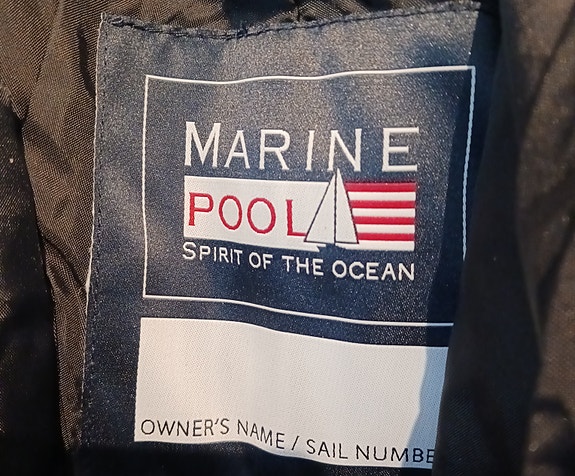 MARINE
POOL
SPIRIT OF THE OCEAN
OWNER'S NAME / SAIL NUMBE